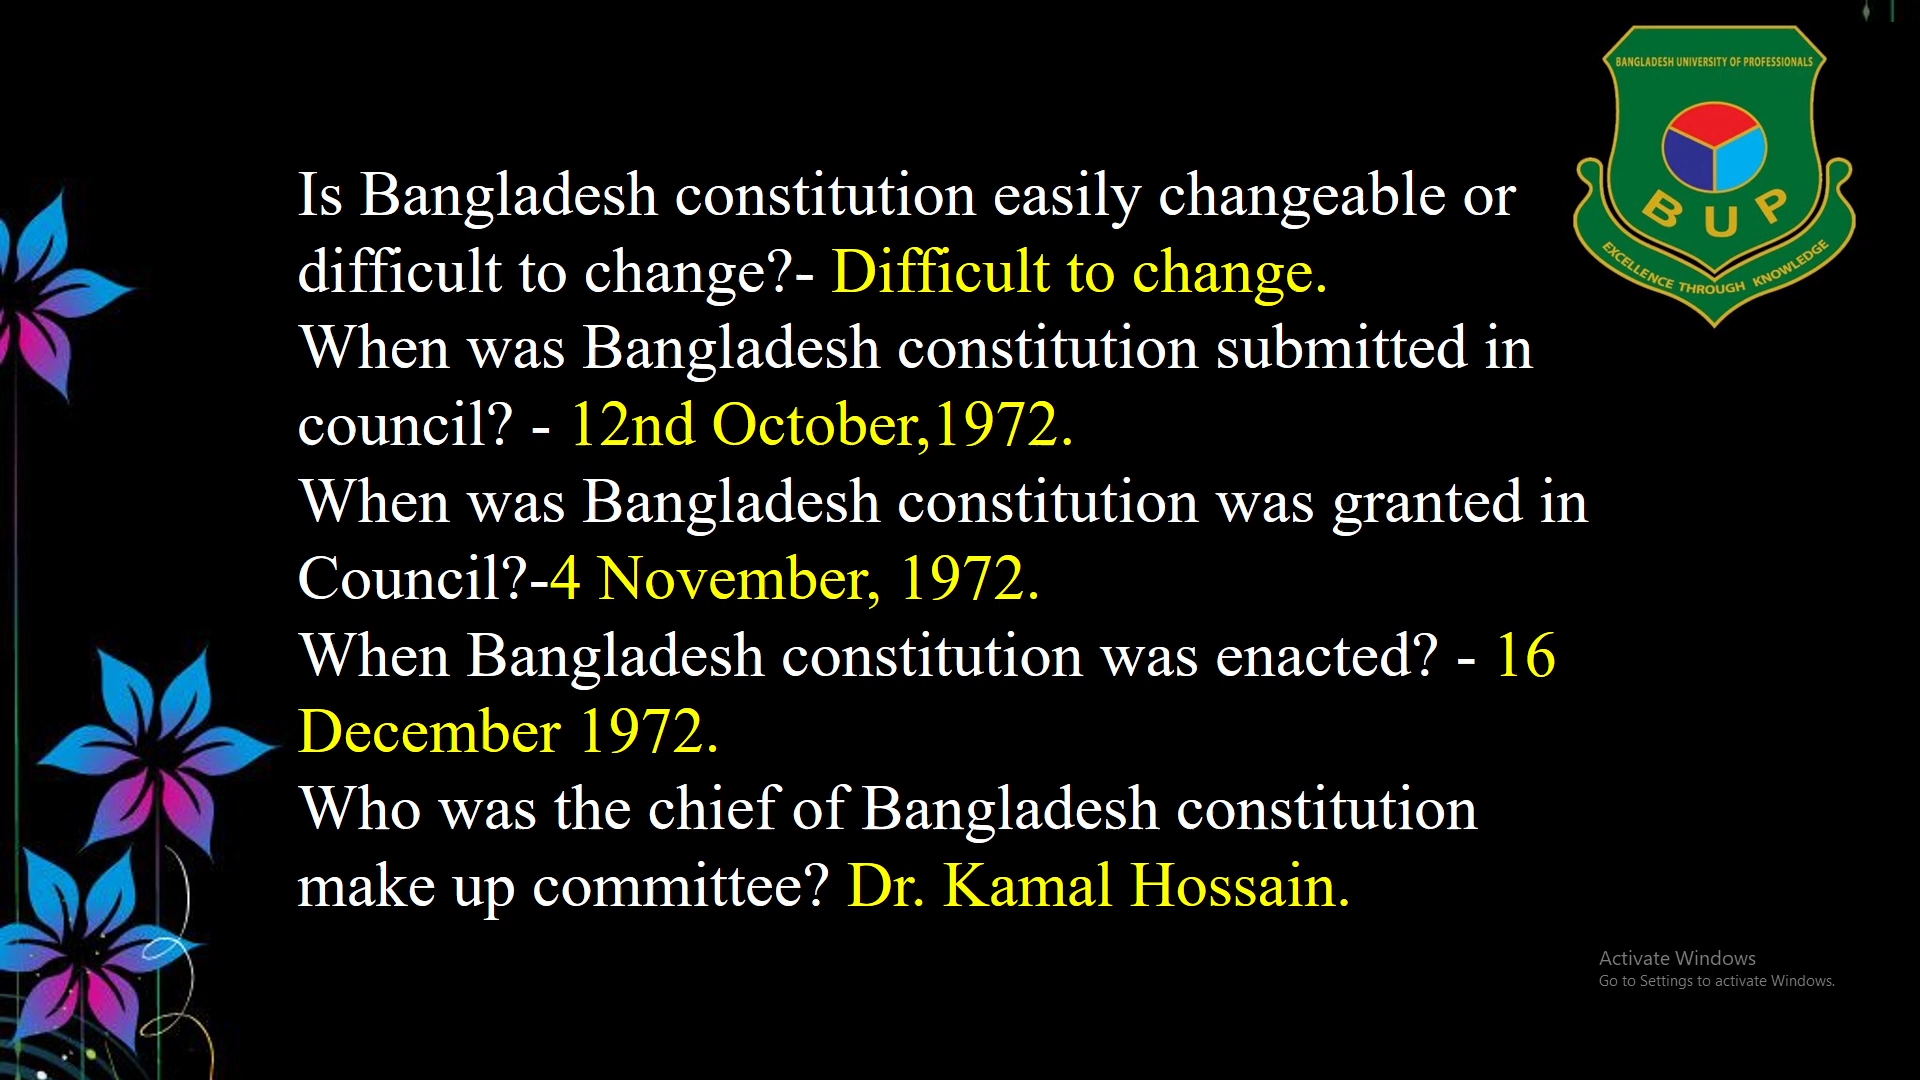 BANGLADESH UNIVERSITY OF PROFESSIONALS
B U P
EXCELLENCE THROUGH KNOWLEDGE
Is Bangladesh constitution easily changeable or
difficult to change?- Difficult to change.
When was Bangladesh constitution submitted in
council? - 12nd October,1972.
When was Bangladesh constitution was granted in
Council?-4 November, 1972.
When Bangladesh constitution was enacted? - 16
December 1972.
Who was the chief of Bangladesh constitution
make up committee? Dr. Kamal Hossain.
Activate Windows
Go to Settings to activate Windows.